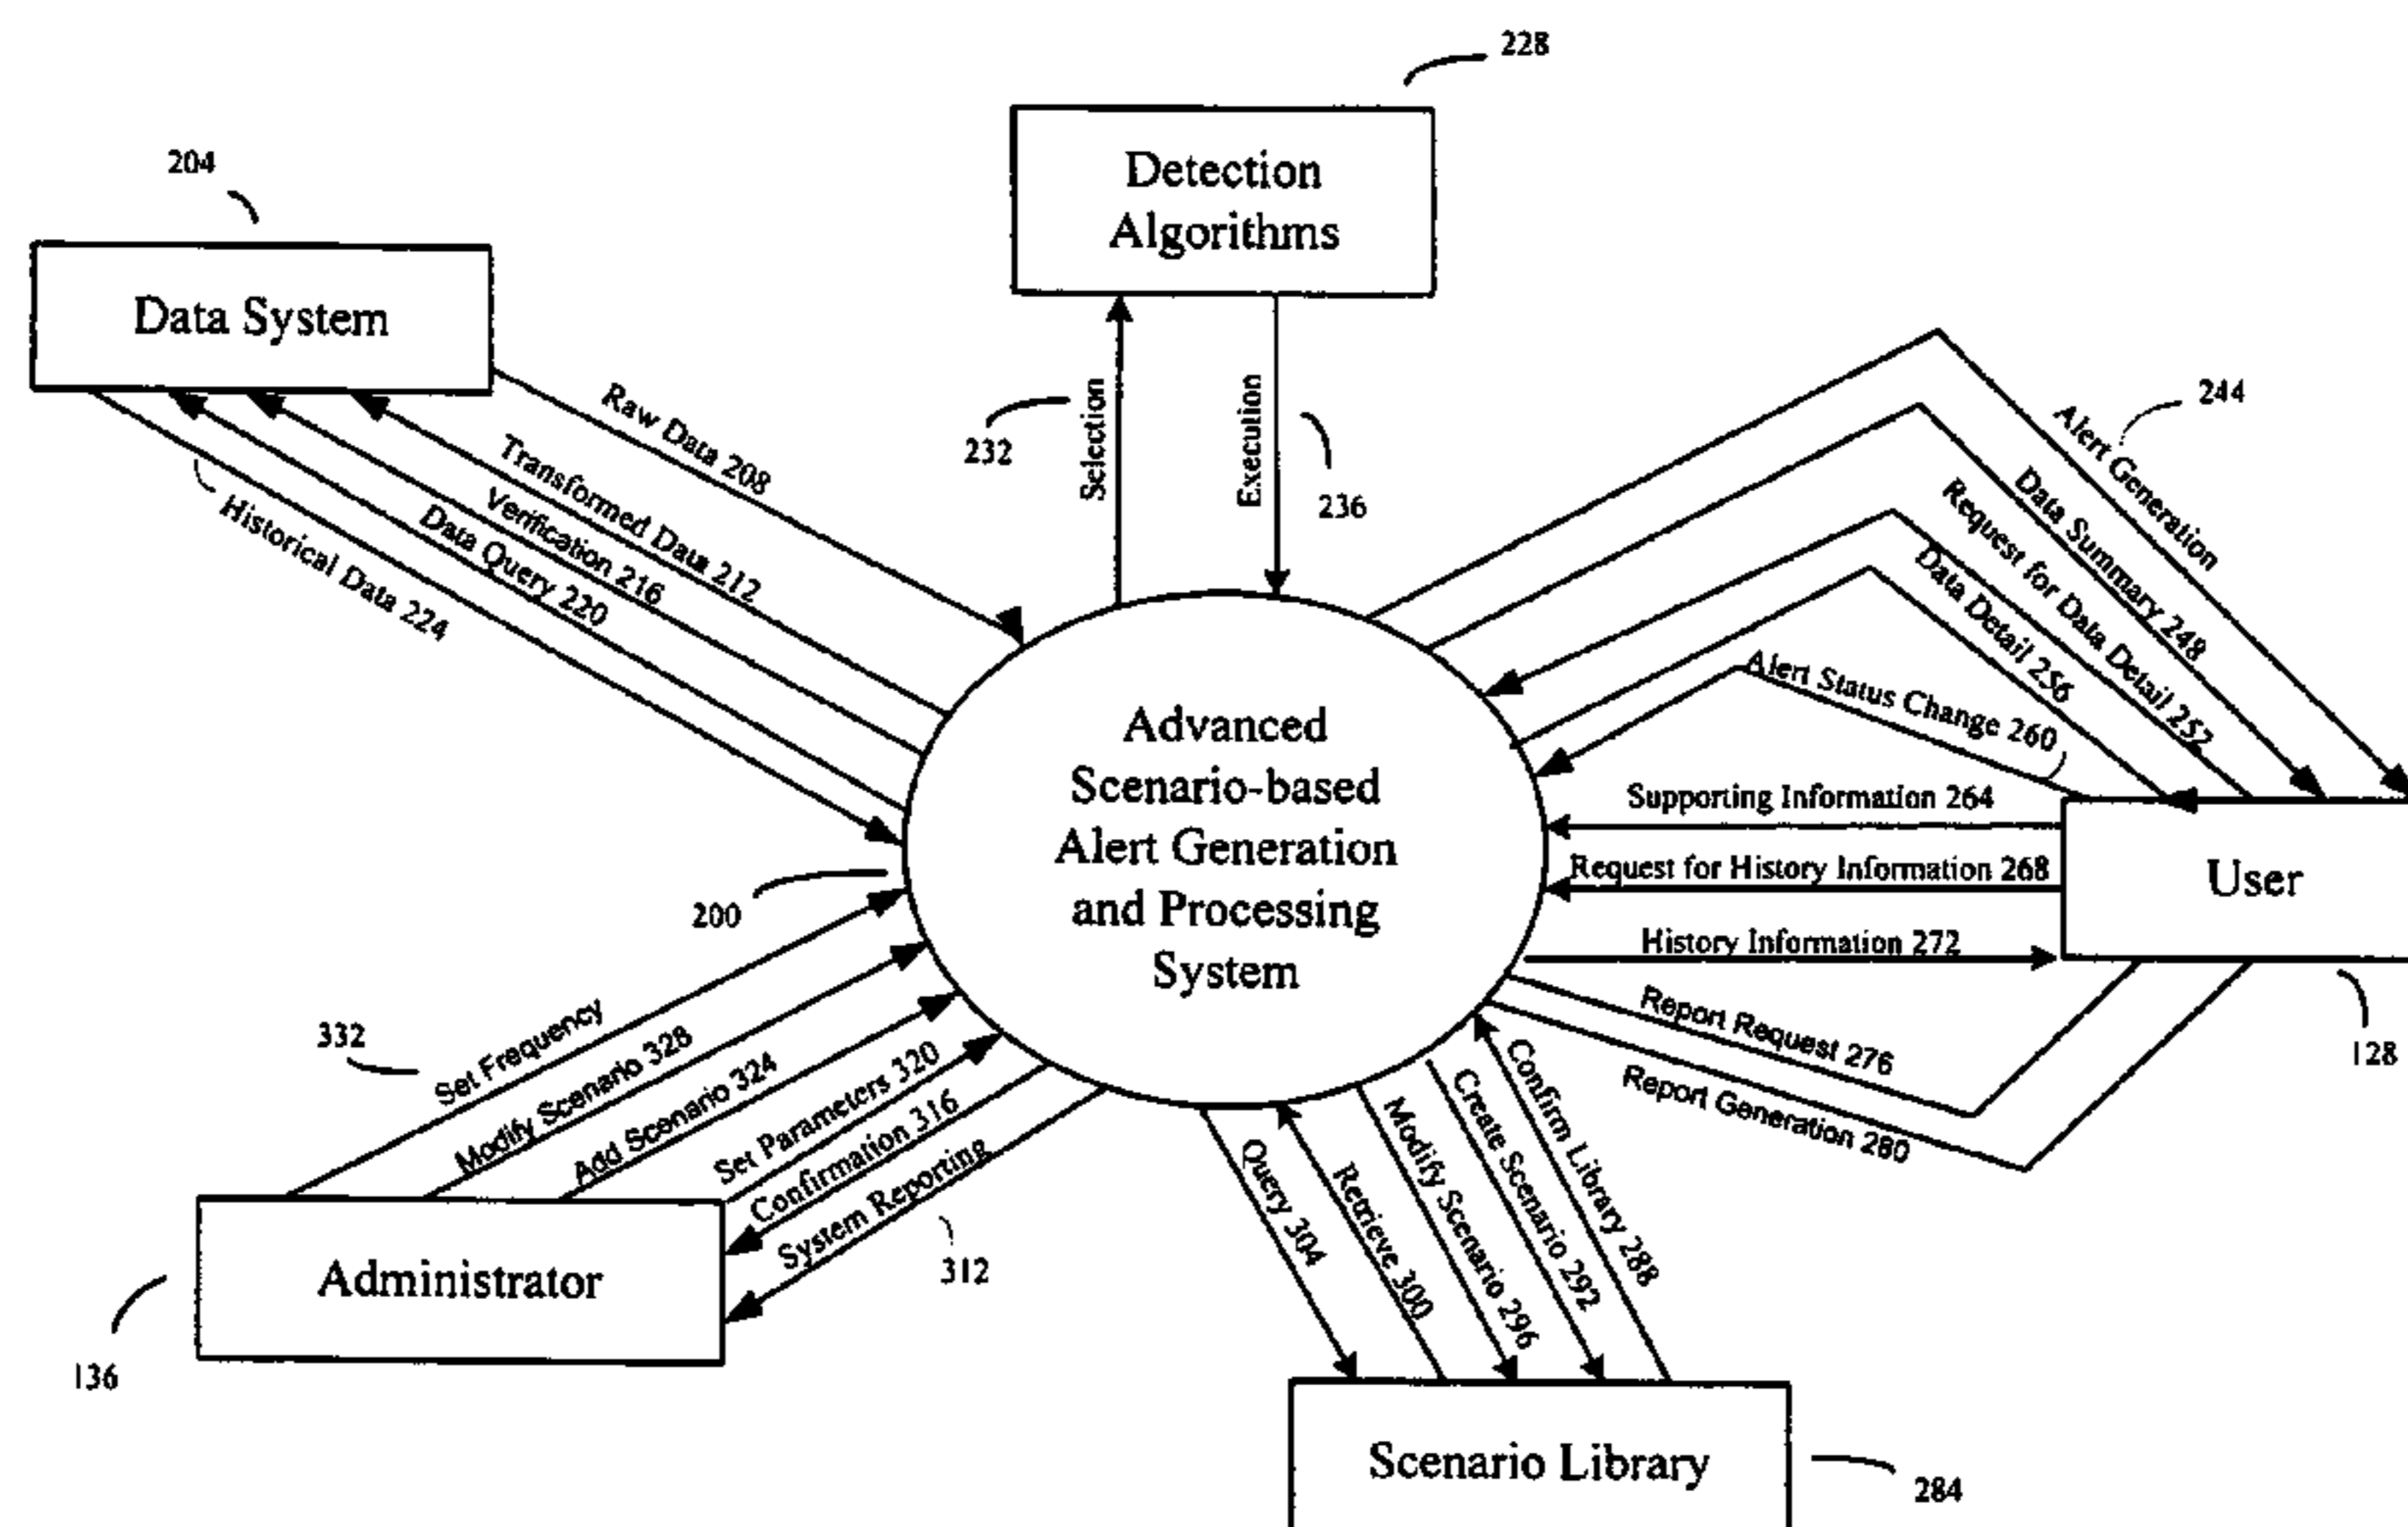 228
204
Detection
Algorithms
Data System
244
Alert Generation
Data Summary 248
Request for Data Detail 252
Data Detail 256
Alert Status Change 260
Raw Data 208
Transformed Data 212
Verification 216
Data Query 220
Historical Data 224
232
Selection
Execution
236
Advanced
Scenario-based
Alert Generation
and Processing
System
200
Supporting Information 264
Request for History Information 268
History Information 272
User
128
Report Request 276
Report Generation 280
332
Set Frequency
Modify Scenario 328
Add Scenario 324
Set Parameters 320
Confirmation 316
System Reporting
312
Administrator
136
Query 304
Retrieve 300
Modify Scenario 296
Create Scenario 292
Confirm Library 288
Scenario Library
284